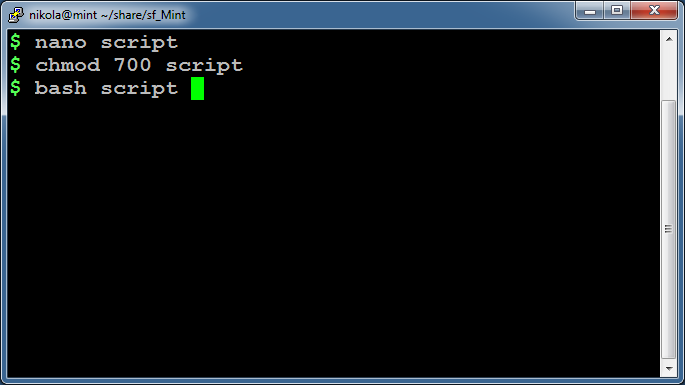 nikola@mint ~/share/sf_Mint
$ nano script
$ chmod 700 script
$ bash script